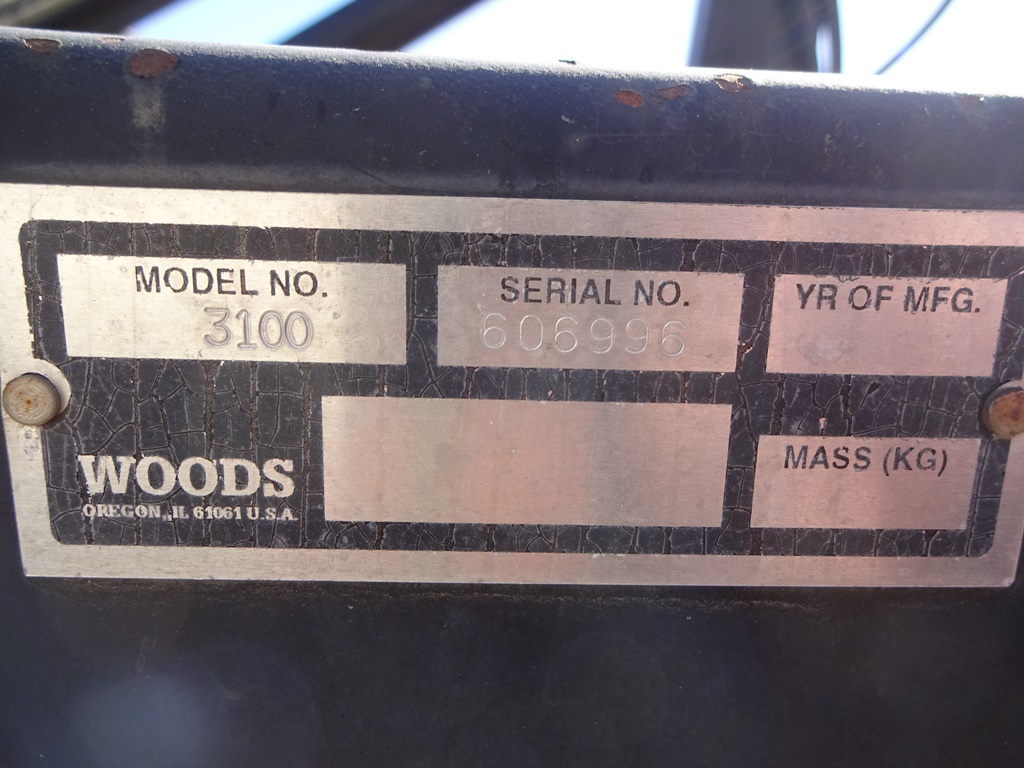 MODEL NO.
3100
SERIAL NO.
606996
YR OF MFG.
WOODS
OREGON, IL 61061 U.S.A.
MASS (KG)